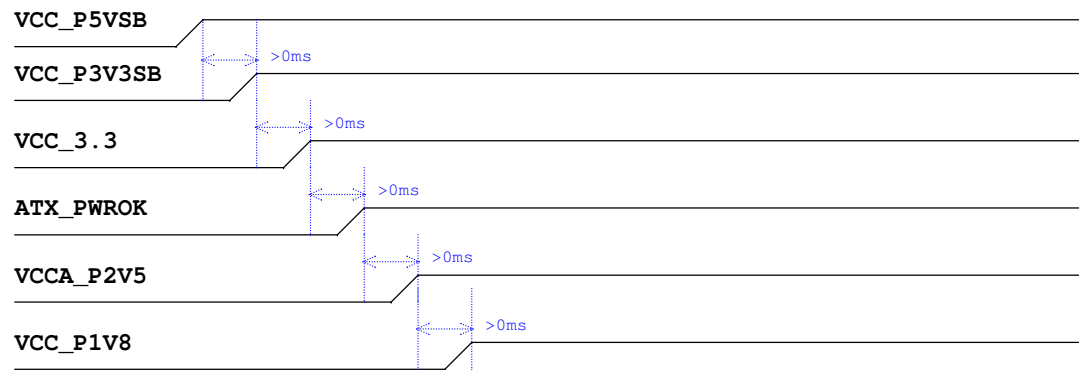 VCC_P5VSB
>0ms
VCC_P3V3SB
>0ms
VCC_3.3
>0ms
ATX_PWROK
>0ms
VCCA_P2V5
>0ms
VCC_P1V8